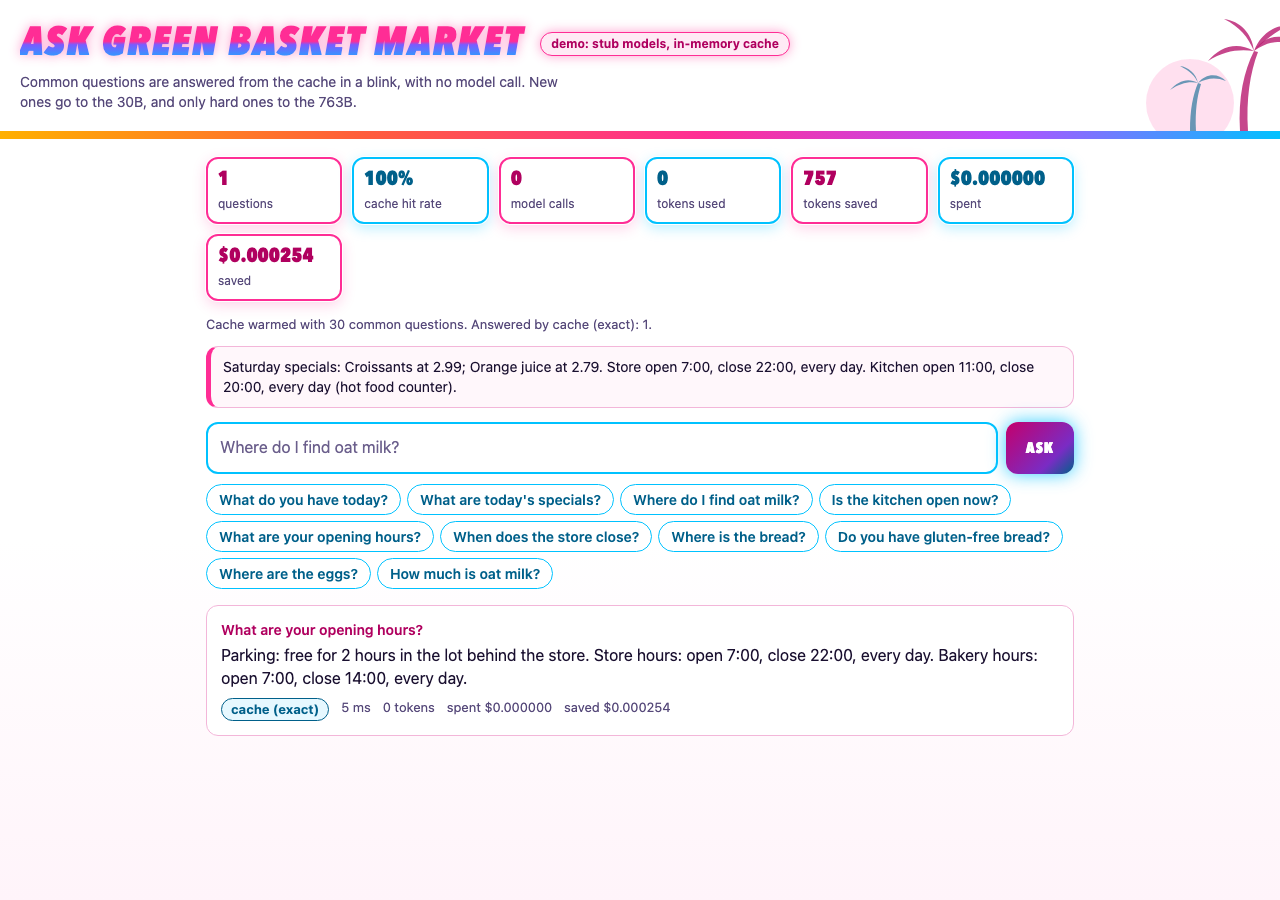 ASK GREEN BASKET MARKET
demo: stub models, in-memory cache
Common questions are answered from the cache in a blink, with no model call. New
ones go to the 30B, and only hard ones to the 763B.
1
questions
100%
cache hit rate
0
model calls
0
tokens used
757
tokens saved
$0.000000
spent
$0.000254
saved
Cache warmed with 30 common questions. Answered by cache (exact): 1.
Saturday specials: Croissants at 2.99; Orange juice at 2.79. Store open 7:00, close 22:00, every day. Kitchen open 11:00, close
20:00, every day (hot food counter).
Where do I find oat milk?
ASK
What do you have today?
What are today's specials?
Where do I find oat milk?
Is the kitchen open now?
What are your opening hours?
When does the store close?
Where is the bread?
Do you have gluten-free bread?
Where are the eggs?
How much is oat milk?
What are your opening hours?
Parking: free for 2 hours in the lot behind the store. Store hours: open 7:00, close 22:00, every day. Bakery hours:
open 7:00, close 14:00, every day.
cache (exact) 5 ms 0 tokens spent $0.000000 saved $0.000254